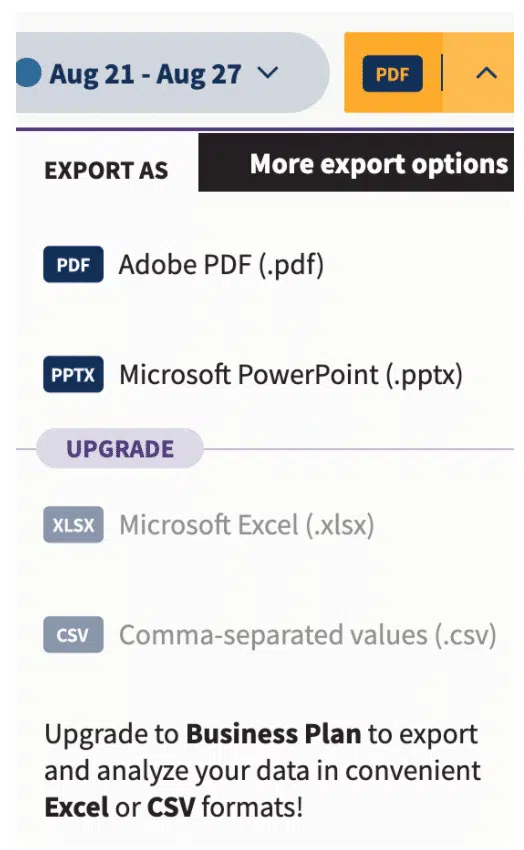 Aug 21 - Aug 27
PDF
EXPORT AS
More export options
PDF Adobe PDF (.pdf)
PPTX Microsoft PowerPoint (.pptx)
UPGRADE
XLSX Microsoft Excel (.xlsx)
CSV Comma-separated values (.csv)
Upgrade to Business Plan to export
and analyze your data in convenient
Excel or CSV formats!